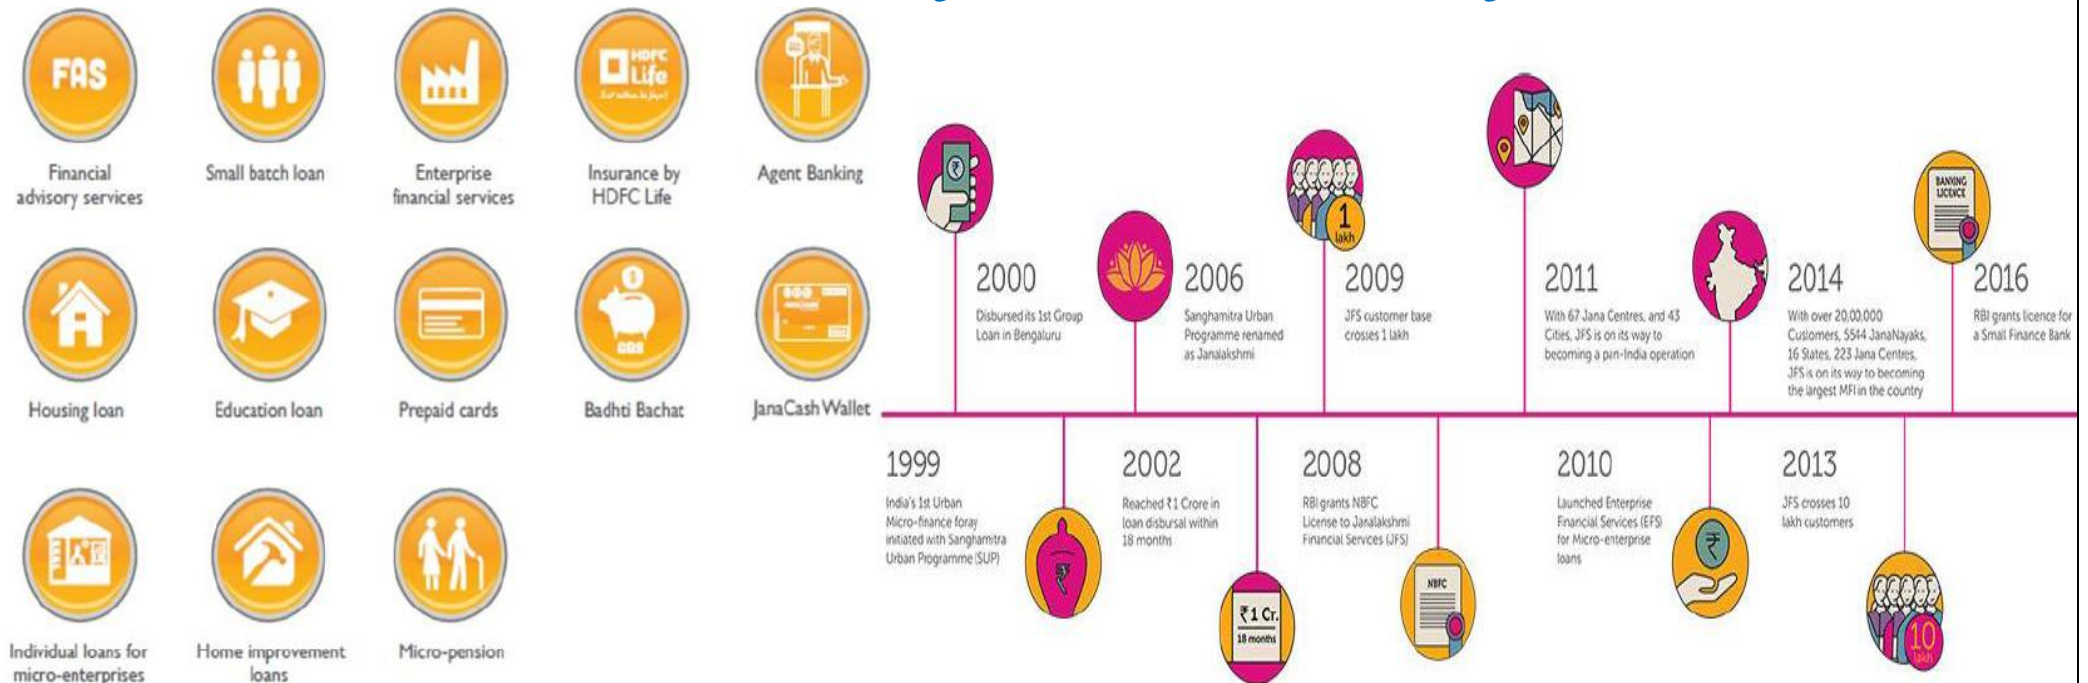 FAS
HDFC
Life
Financial
advisory services
Small batch loan
Enterprise
financial services
Insurance by
HDFC Life
Agent Banking
Housing loan
Education loan
Prepaid cards
Badhti Bachat
JanaCash Wallet
Individual loans for
micro-enterprises
Home improvement
loans
Micro-pension
₹
2000
Disbursed its 1st Group
Loan in Bengaluru
2006
Sanghamitra Urban
Programme renamed
as Janalakshmi
1
lakh
2009
JFS customer base
crosses 1 lakh
2011
With 67 Jana Centres, and 43
Cities, JFS is on its way to
becoming a pan-India operation
2014
With over 20,00,000
Customers, 5544 JanaNayaks,
16 States, 223 Jana Centres,
JFS is on its way to becoming
the largest MFI in the country
BANKING
LICENCE
2016
RBI grants licence for
a Small Finance Bank
1999
India's 1st Urban
Micro-finance foray
initiated with Sanghamitra
Urban Programme (SUP)
₹
2002
Reached ₹1 Crore in
loan disbursal within
18 months
₹1 Cr.
18 months
2008
RBI grants NBFC
License to Janalakshmi
Financial Services (JFS)
NBFC
2010
Launched Enterprise
Financial Services (EFS)
for Micro-enterprise
loans
₹
2013
JFS crosses 10
lakh customers
10
lakh